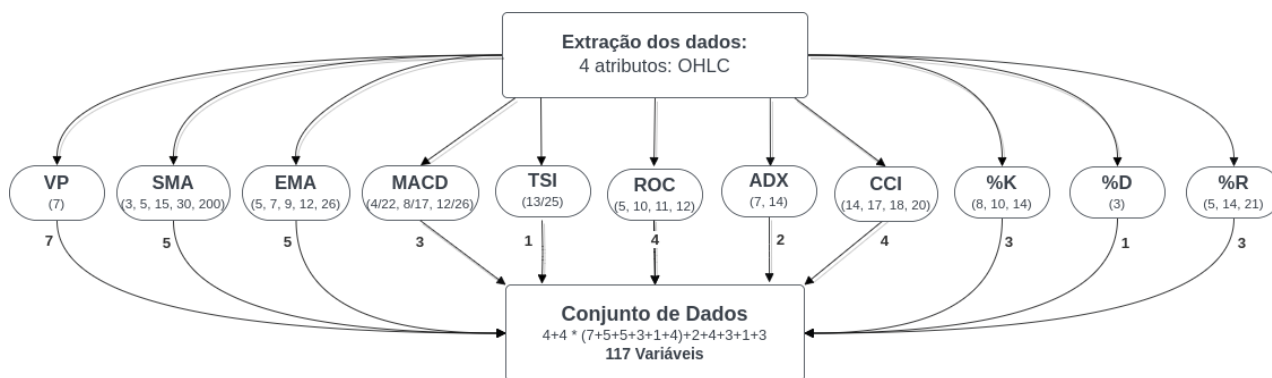 Extração dos dados:
4 atributos: OHLC
VP
(7)
SMA
(3, 5, 15, 30, 200)
EMA
(5, 7, 9, 12, 26)
MACD
(4/22, 8/17, 12/26)
TSI
(13/25)
ROC
(5, 10, 11, 12)
ADX
(7, 14)
CCI
(14, 17, 18, 20)
%K
(8, 10, 14)
%D
(3)
%R
(5, 14, 21)
7
5
5
3
1
4
2
4
3
1
3
Conjunto de Dados
4+4 * (7+5+5+3+1+4)+2+4+3+1+3
117 Variáveis